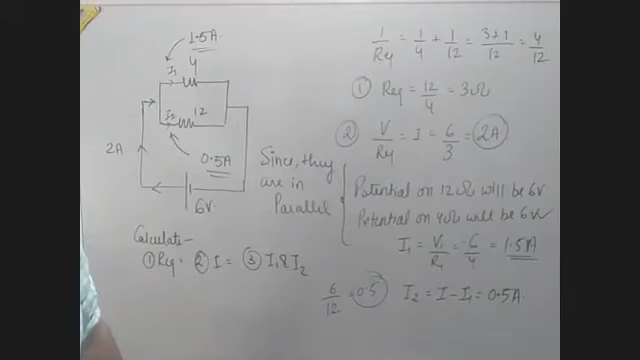 1.5A
I₁
4
I₂
12
2A
0.5A
6V
Calculate-
① Req = ② I = ③ I₁ & I₂
1/Req = 1/4 + 1/12 = 3+1/12 = 4/12
① Req = 12/4 = 3Ω
② V/Req = I = 6/3 = 2A
Since, they
are in
Parallel
Potential on 12Ω will be 6V
Potential on 4Ω will be 6V
I₁ = V₁/R₁ = 6/4 = 1.5A
6/12 = 0.5 I₂ = I - I₁ = 0.5A.